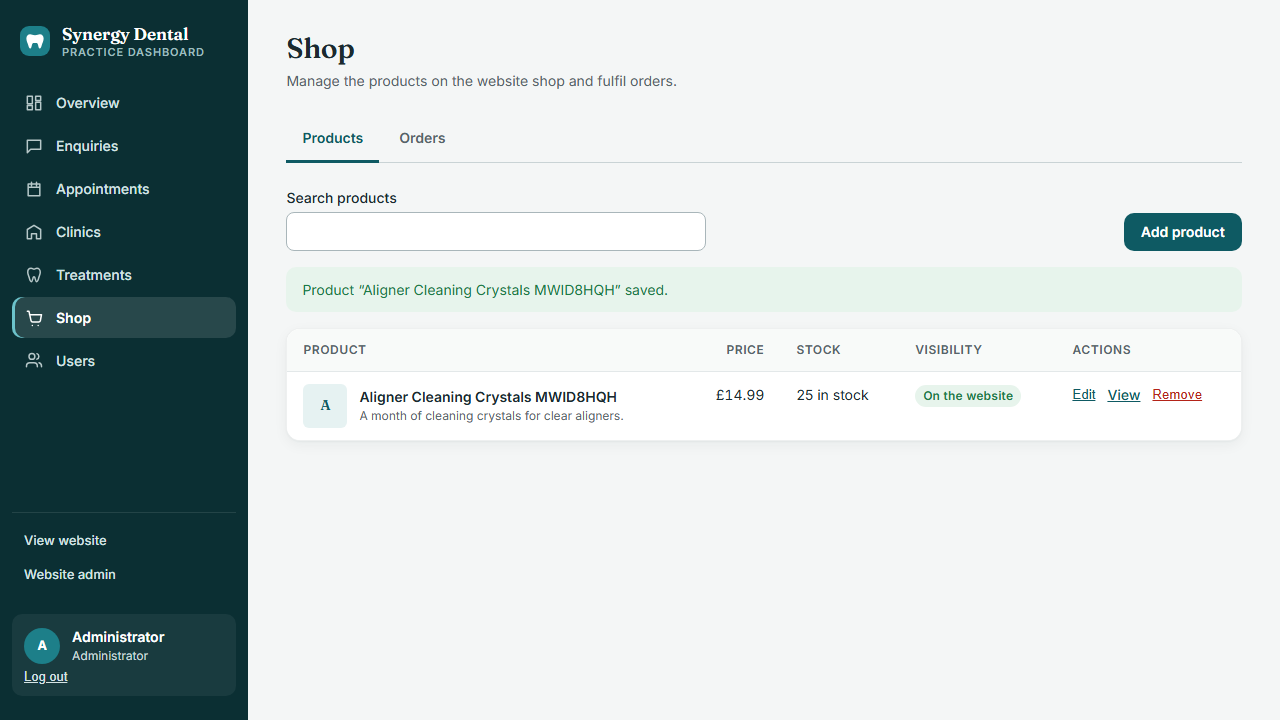 Synergy Dental
PRACTICE DASHBOARD
Overview
Enquiries
Appointments
Clinics
Treatments
Shop
Users
View website
Website admin
A
Administrator
Administrator
Log out
Shop
Manage the products on the website shop and fulfil orders.
Products Orders
Search products
Add product
Product “Aligner Cleaning Crystals MWID8HQH” saved.
PRODUCT PRICE STOCK VISIBILITY ACTIONS
A Aligner Cleaning Crystals MWID8HQH £14.99 25 in stock On the website Edit View Remove
A month of cleaning crystals for clear aligners.